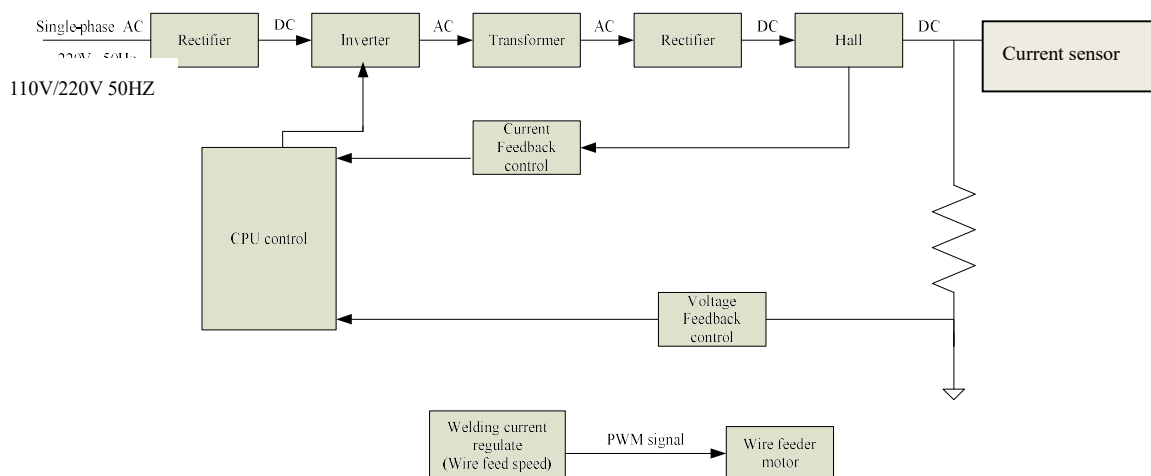 Single-phase AC
Rectifier
DC
Inverter
AC
Transformer
AC
Rectifier
DC
Hall
DC
Current sensor
110V/220V 50HZ
Current
Feedback
control
CPU control
Voltage
Feedback
control
Welding current
regulate
(Wire feed speed)
PWM signal
Wire feeder
motor